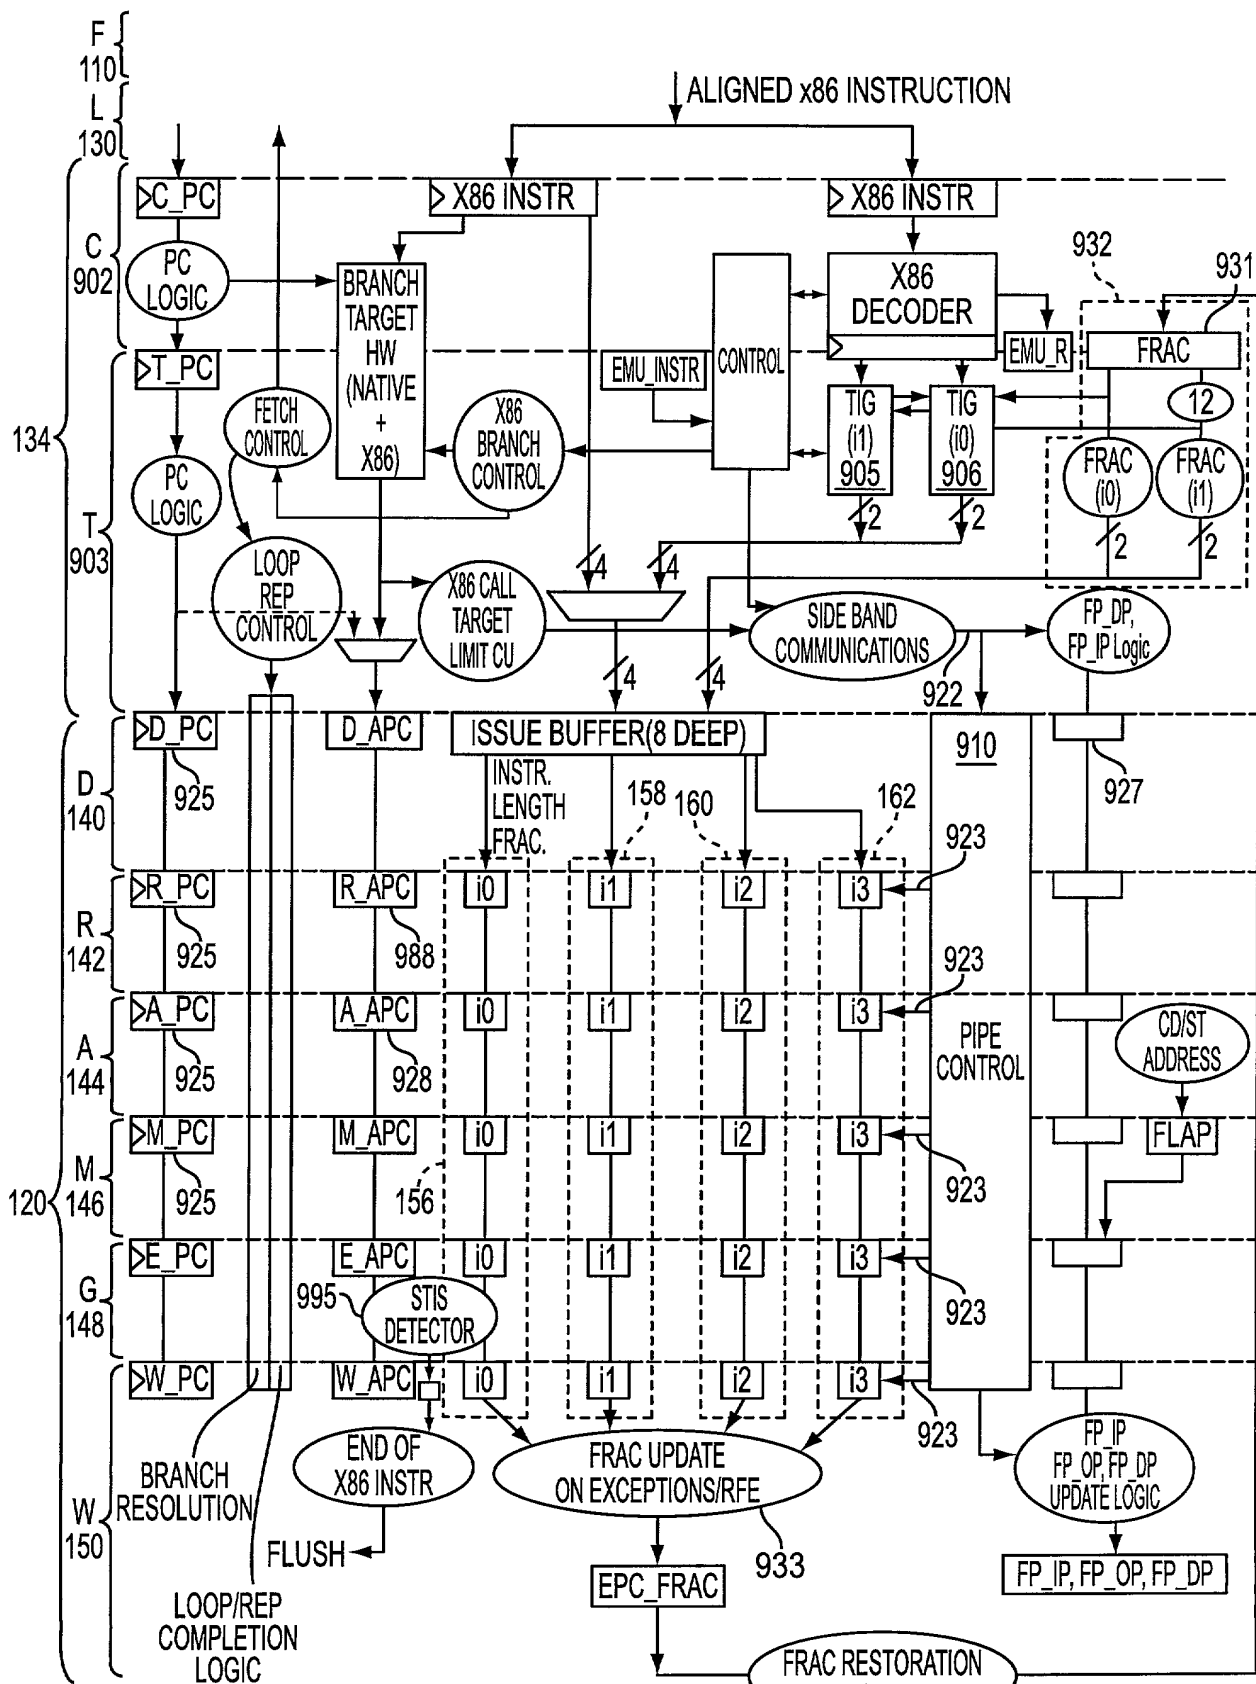 F
110
L
130
ALIGNED x86 INSTRUCTION
C_PC
X86 INSTR
X86 INSTR
C
902
PC
LOGIC
BRANCH
TARGET
HW
(NATIVE
+
X86)
CONTROL
X86
DECODER
932
931
EMU_R
FRAC
T_PC
EMU_INSTR
134
FETCH
CONTROL
X86
BRANCH
CONTROL
TIG
(i1)
905
TIG
(i0)
906
12
FRAC
(i0)
FRAC
(i1)
PC
LOGIC
2
2
2
2
T
903
LOOP
REP
CONTROL
4
4
X86 CALL
TARGET
LIMIT CU
SIDE BAND
COMMUNICATIONS
FP_DP,
FP_IP Logic
4
4
922
D_PC
D_APC
ISSUE BUFFER(8 DEEP)
910
925
927
D
140
INSTR.
LENGTH
FRAC.
158
160
162
923
R_PC
R_APC
i0
i1
i2
i3
R
142
925
988
923
A_PC
A_APC
i0
i1
i2
i3
PIPE
CONTROL
CD/ST
ADDRESS
A
144
925
928
M_PC
M_APC
i0
i1
i2
i3
FLAP
M
146
120
925
156
923
E_PC
E_APC
i0
i1
i2
i3
G
148
995
STIS
DETECTOR
923
W_PC
W_APC
i0
i1
i2
i3
923
END OF
X86 INSTR
FRAC UPDATE
ON EXCEPTIONS/RFE
FP_IP
FP_OP, FP_DP
UPDATE LOGIC
BRANCH
RESOLUTION
W
150
FLUSH
933
EPC_FRAC
FP_IP, FP_OP, FP_DP
LOOP/REP
COMPLETION
LOGIC
FRAC RESTORATION